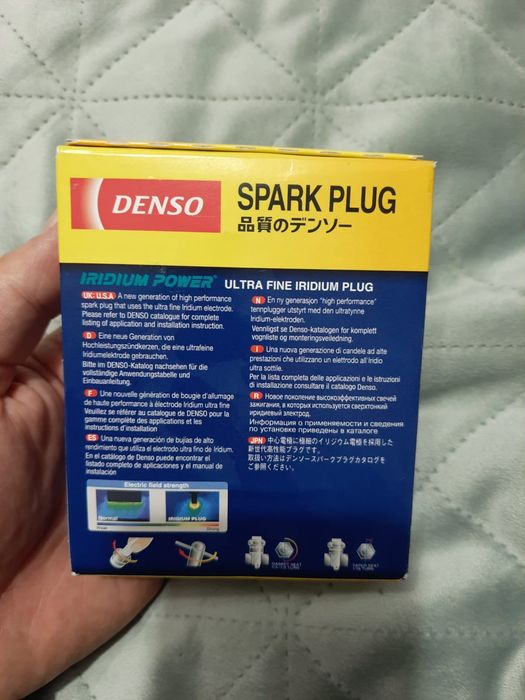 DENSO
SPARK PLUG
品質のデンソー
IRIDIUM POWER® ULTRA FINE IRIDIUM PLUG
UK: U.S.A A new generation of high performance
spark plug that uses the ultra fine Iridium electrode.
Please refer to DENSO catalogue for complete
listing of application and installation instruction.
D Eine neue Generation von
Hochleistungszündkerzen, die eine ultrafeine
Iridiumelektrode gebrauchen.
Bitte im DENSO-Katalog nachsehen für die
vollständige Anwendungstabelle und
Einbauanleitung.
F Une nouvelle génération de bougie d'allumage
de haute performance à électrode Iridium ultra fine
Veuillez se référer au catalogue de DENSO pour la
gamme complète des applications et les
instructions d'installation
ES Una nueva generación de bujias de alto
rendimiento que utiliza el electrodo ultra fino de Iridium.
En el catálogo de Denso puede encontrar el
listado completo de aplicaciones y el manual de
instalación
N En ny generasjon "high performance"
tennplugger utstyrt med den ultratynne
Iridium-elektroden.
Vennligst se Denso-katalogen for komplett
vognliste og monteringsveiledning.
I Una nuova generazione di candele ad alte
prestazioni che utilizzano un elettrodo all'Iridio
ultra sottile.
Per la lista completa delle applicazioni e le istruzioni
di installazione consultare il catalogo Denso.
R Новое поколение высокоэффективных свечей
зажигания, в которых используется сверхтонкий
иридиевый электрод.
Информация о применяемости и сведения
по установке приведены в каталоге
JPN 中心電極に極細のイリジウム電極を採用した
新世代高性能プラグです。
取扱い方法はデンソースパークプラグカタログを
ご参照ください。
Electric field strength
Normal IRIDIUM PLUG
Weak Strong
GASKET SEAT
TAPER SEAT